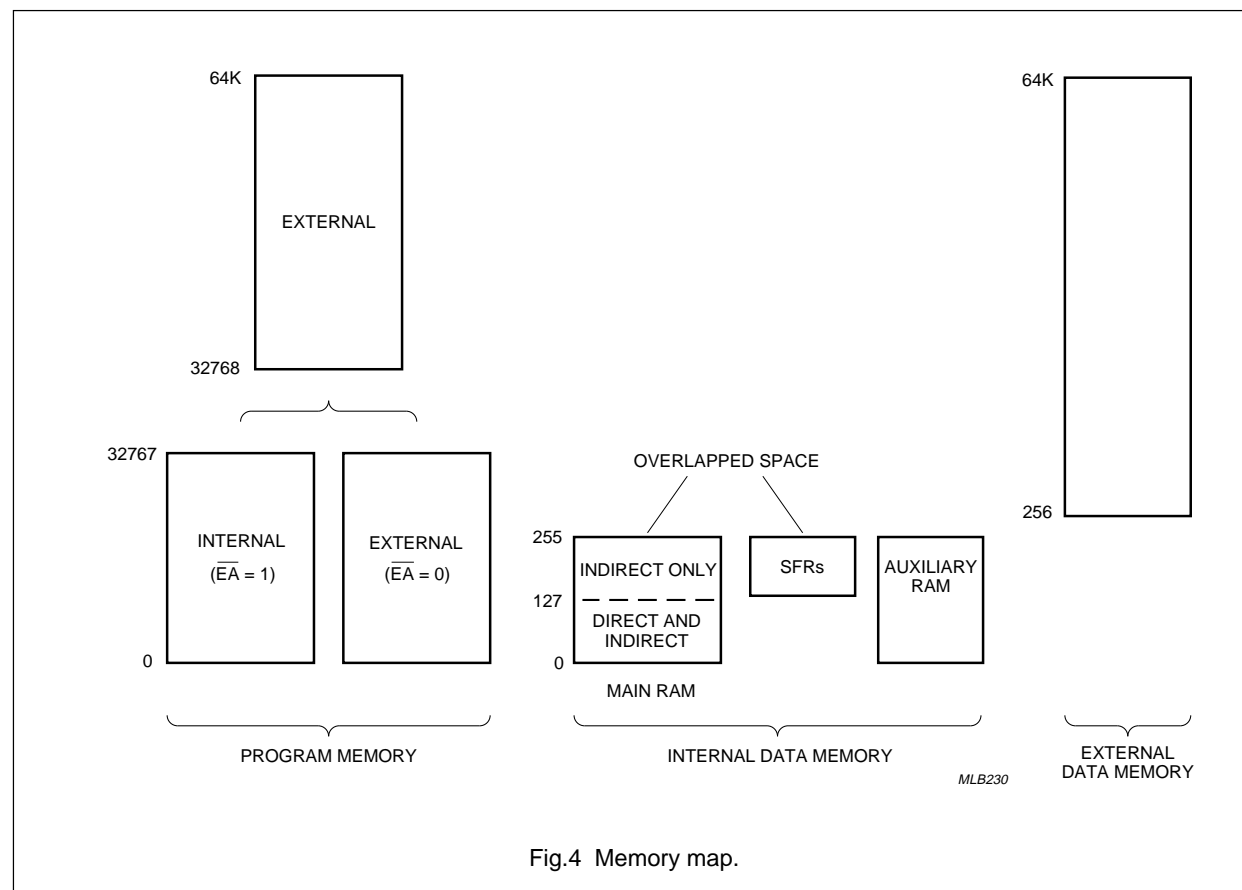 64K
EXTERNAL
32768
32767
INTERNAL
(E̅A̅ = 1)
EXTERNAL
(E̅A̅ = 0)
0
PROGRAM MEMORY
OVERLAPPED SPACE
255
INDIRECT ONLY
127
DIRECT AND
INDIRECT
0
MAIN RAM
SFRs
AUXILIARY
RAM
INTERNAL DATA MEMORY
64K
256
EXTERNAL
DATA MEMORY
MLB230
Fig.4 Memory map.